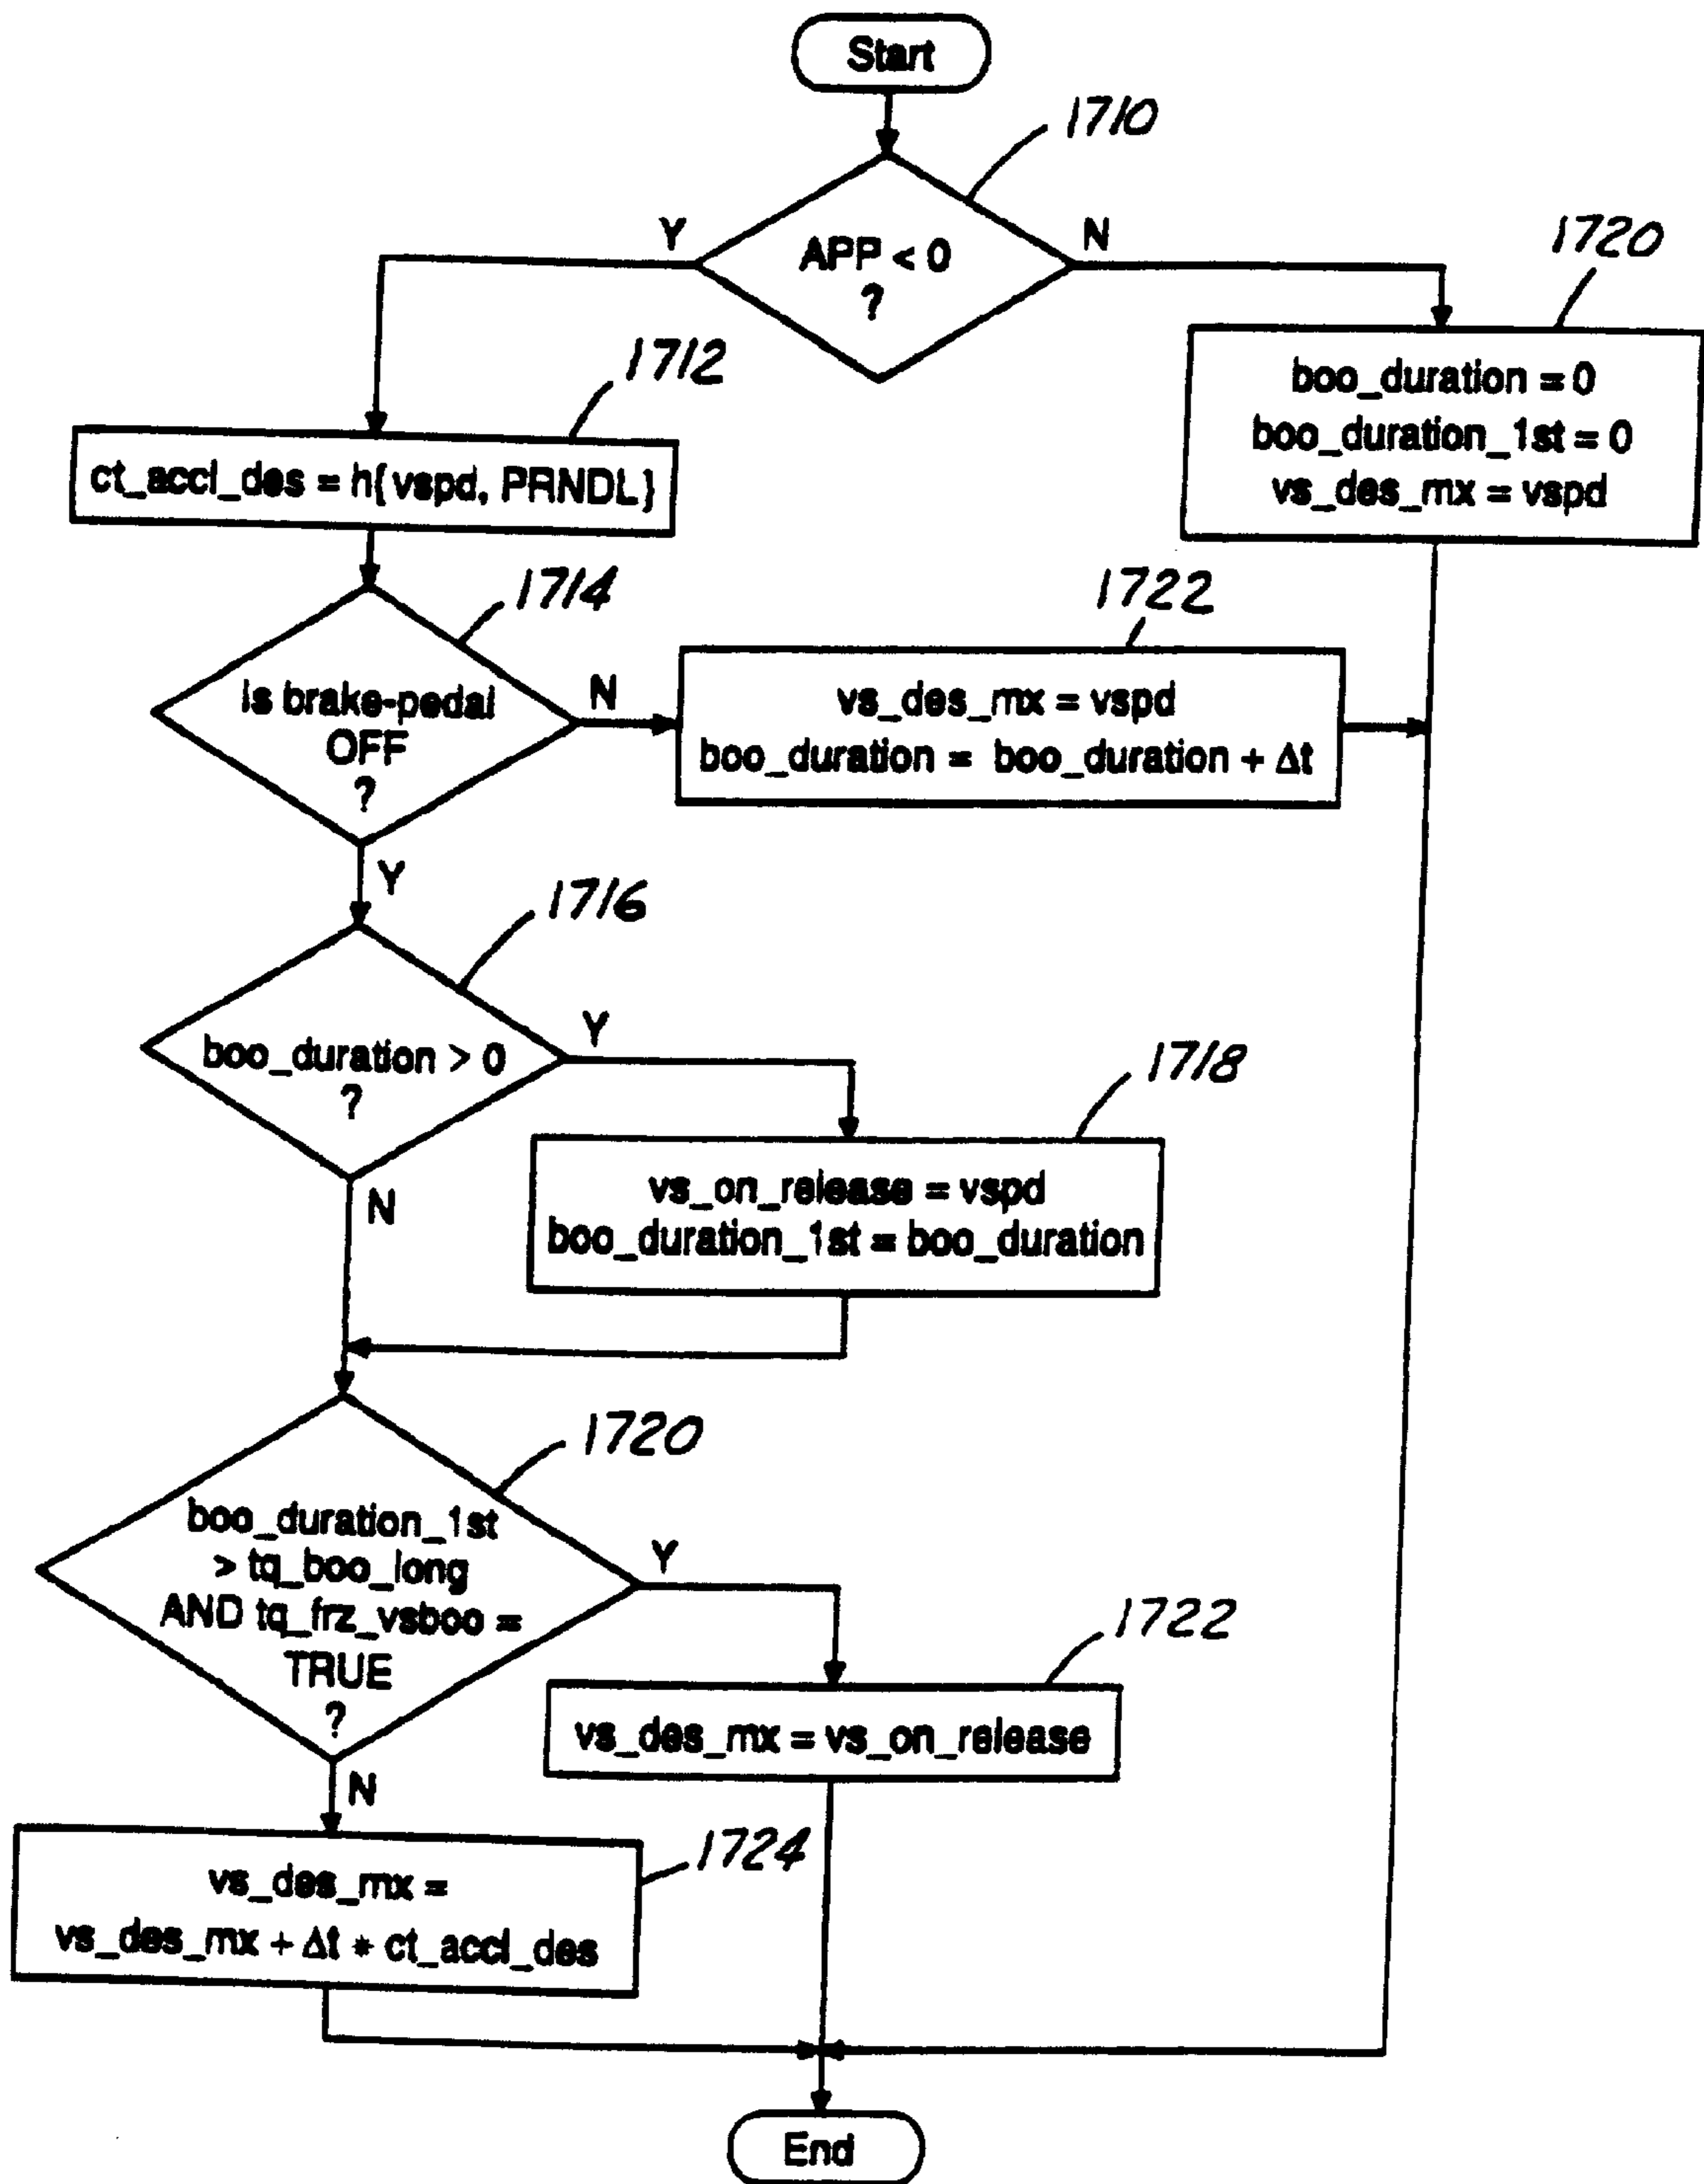 Start
1710
Y
N
APP < 0
?
1720
boo_duration = 0
boo_duration_1st = 0
vs_des_mx = vspd
1712
ct_accl_des = h{vspd, PRNDL}
1714
is brake-pedal
OFF
?
N
Y
1722
vs_des_mx = vspd
boo_duration = boo_duration + Δt
1716
boo_duration > 0
?
Y
N
1718
vs_on_release = vspd
boo_duration_1st = boo_duration
1720
boo_duration_1st
> tq_boo_long
AND tq_frz_vsboo =
TRUE
?
Y
N
1722
vs_des_mx = vs_on_release
1724
vs_des_mx =
vs_des_mx + Δt * ct_accl_des
End